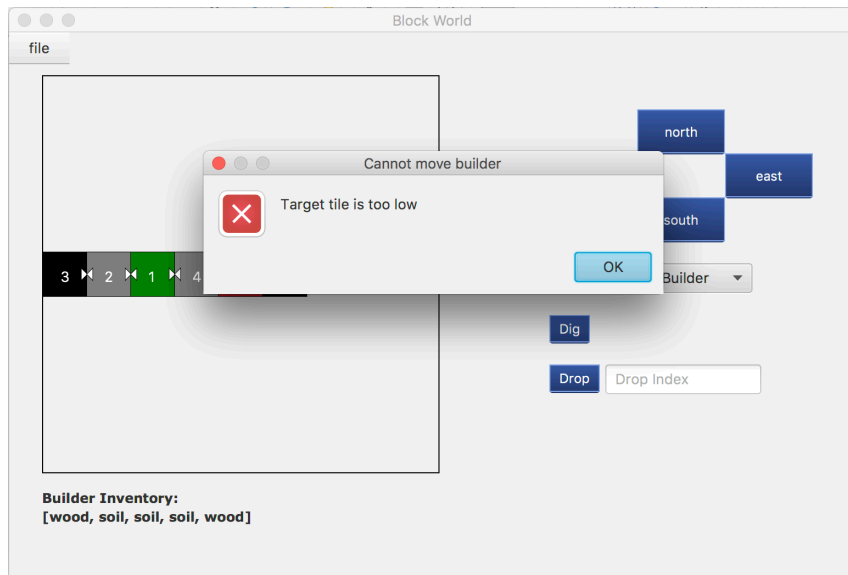 Block World
file
north
Cannot move builder
east
Target tile is too low
south
3 2 1 4
OK
Builder
Dig
Drop Drop Index
Builder Inventory:
[wood, soil, soil, soil, wood]